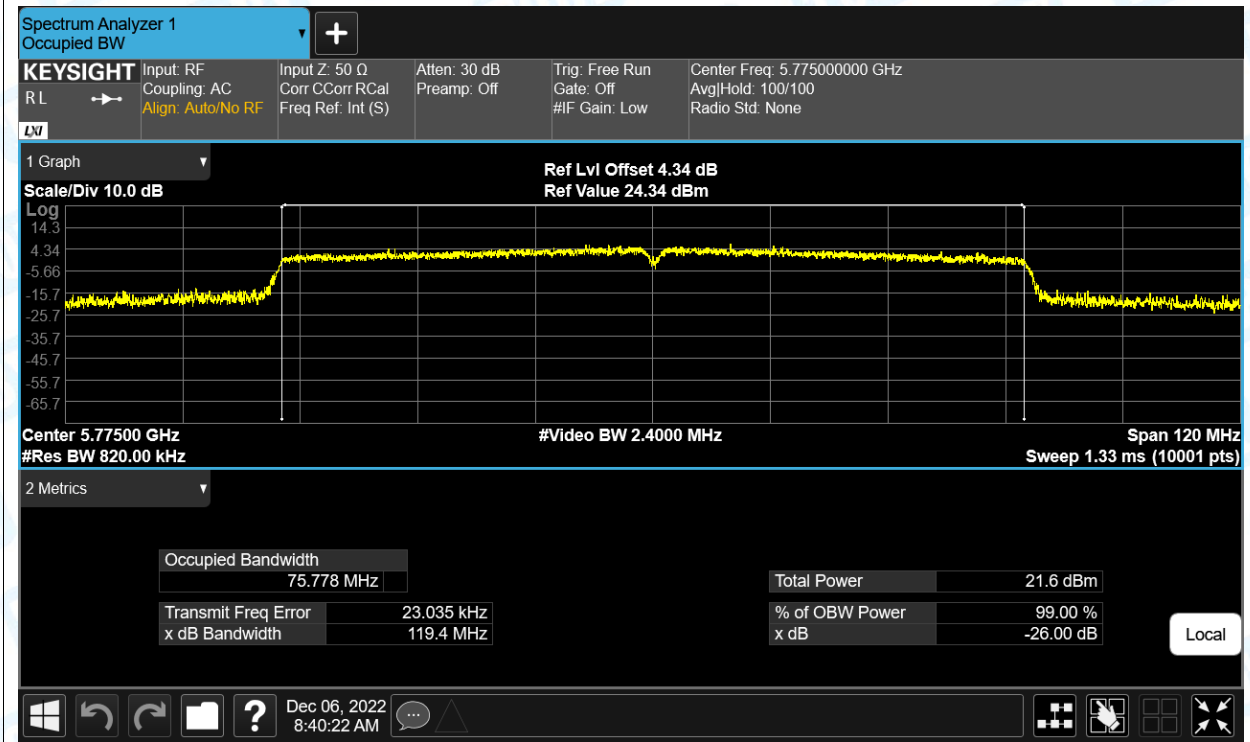 Spectrum Analyzer 1
Occupied BW
KEYSIGHT
R L
LXI
Input: RF
Coupling: AC
Align: Auto/No RF
Input Z: 50 Ω
Corr CCorr RCal
Freq Ref: Int (S)
Atten: 30 dB
Preamp: Off
Trig: Free Run
Gate: Off
#IF Gain: Low
Center Freq: 5.775000000 GHz
Avg|Hold: 100/100
Radio Std: None
1 Graph
Scale/Div 10.0 dB
Ref Lvl Offset 4.34 dB
Ref Value 24.34 dBm
Log
14.3
4.34
-5.66
-15.7
-25.7
-35.7
-45.7
-55.7
-65.7
Center 5.77500 GHz
#Res BW 820.00 kHz
#Video BW 2.4000 MHz
Span 120 MHz
Sweep 1.33 ms (10001 pts)
2 Metrics
Occupied Bandwidth
75.778 MHz
Transmit Freq Error 23.035 kHz
x dB Bandwidth 119.4 MHz
Total Power 21.6 dBm
% of OBW Power 99.00 %
x dB -26.00 dB
Local
?
Dec 06, 2022
8:40:22 AM